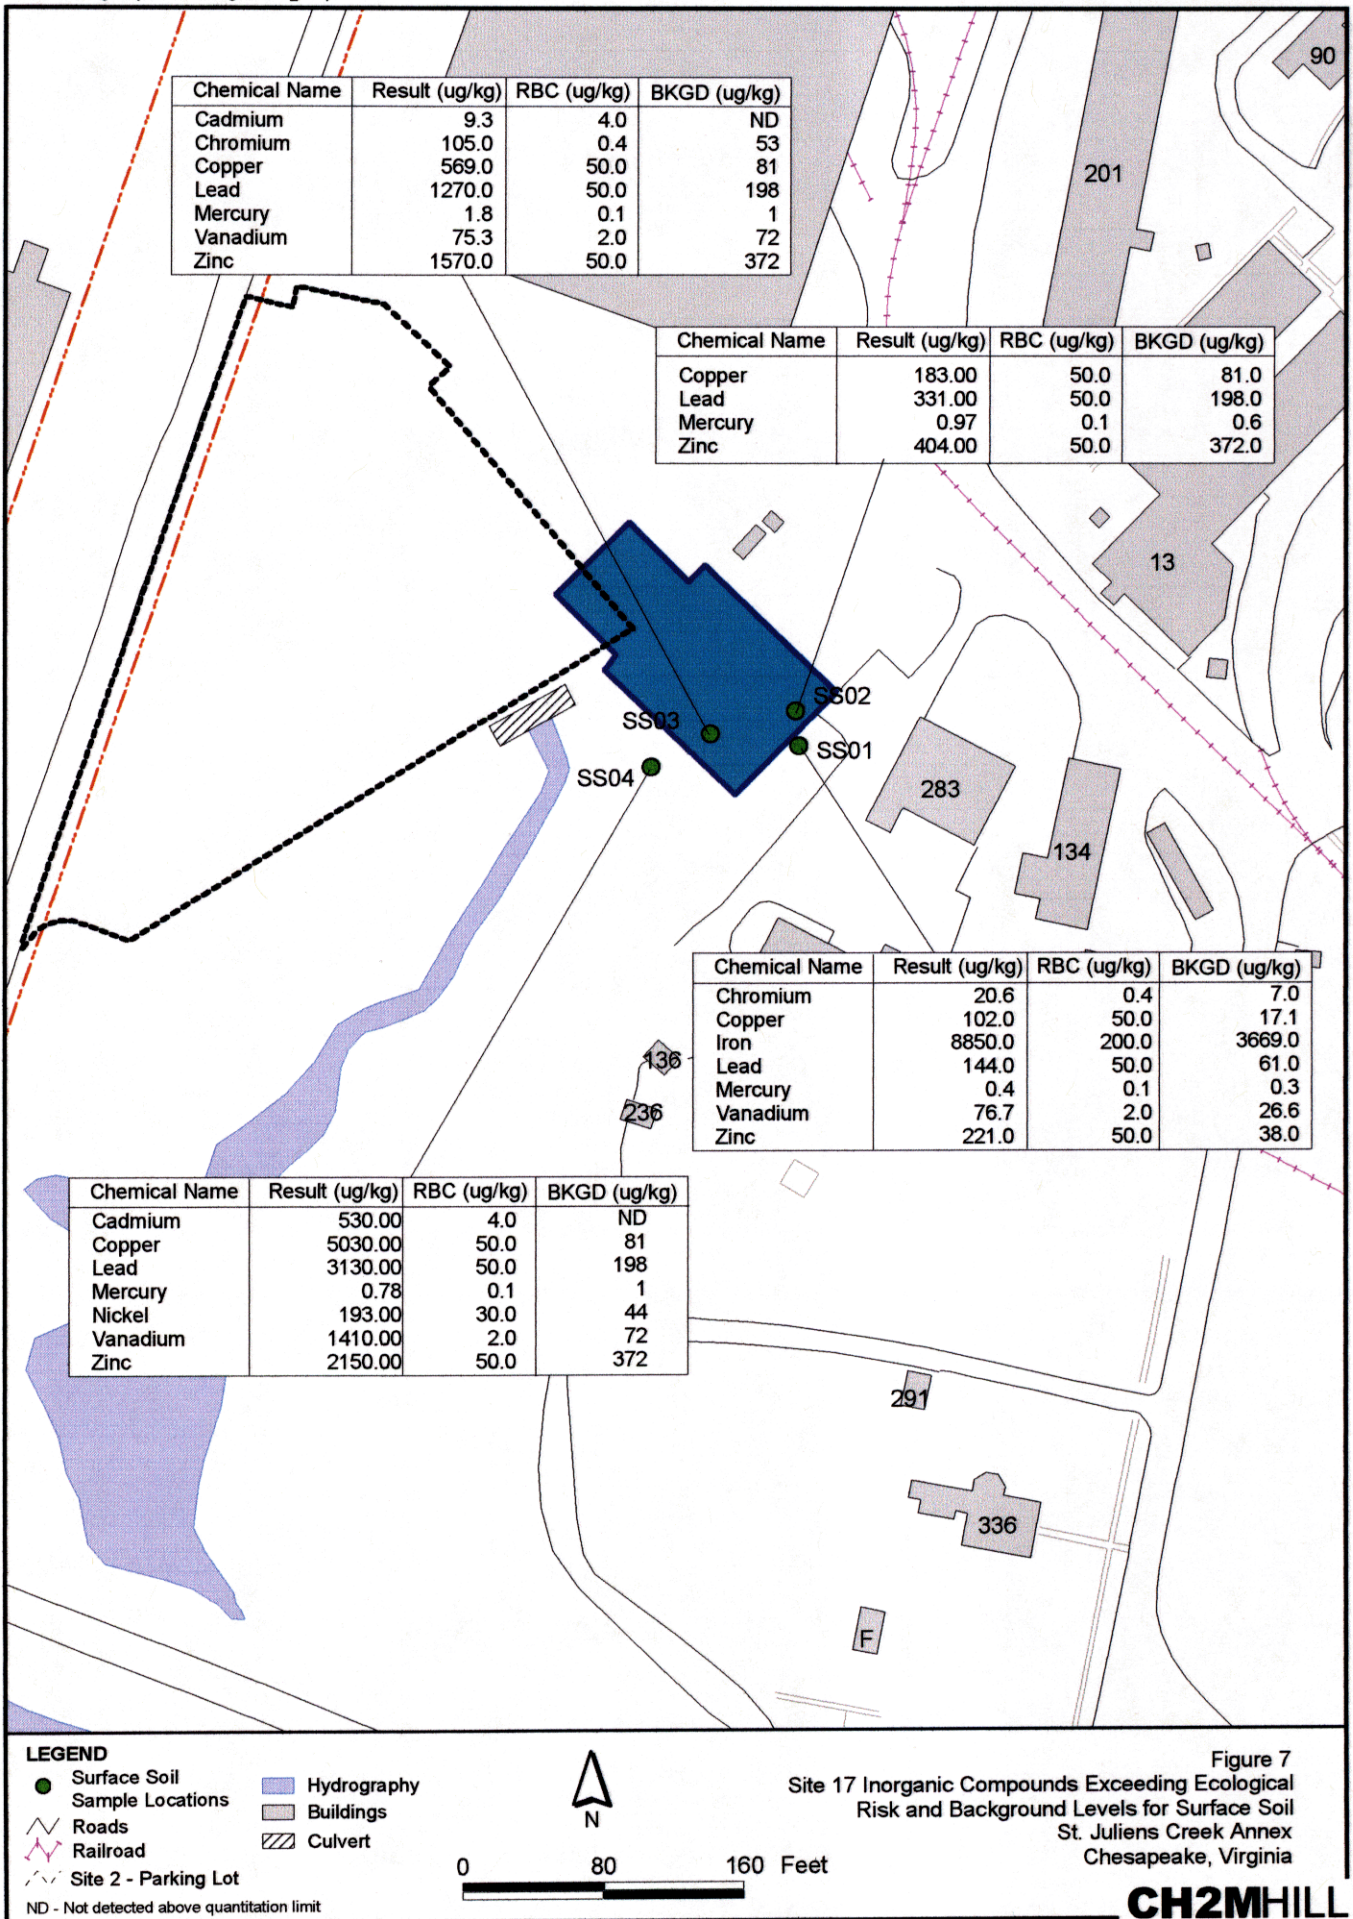 Chemical Name Result (ug/kg) RBC (ug/kg) BKGD (ug/kg)
Cadmium 9.3 4.0 ND
Chromium 105.0 0.4 53
Copper 569.0 50.0 81
Lead 1270.0 50.0 198
Mercury 1.8 0.1 1
Vanadium 75.3 2.0 72
Zinc 1570.0 50.0 372
90
201
Chemical Name Result (ug/kg) RBC (ug/kg) BKGD (ug/kg)
Copper 183.00 50.0 81.0
Lead 331.00 50.0 198.0
Mercury 0.97 0.1 0.6
Zinc 404.00 50.0 372.0
13
SS02
SS03
SS01
SS04
283
134
Chemical Name Result (ug/kg) RBC (ug/kg) BKGD (ug/kg)
Chromium 20.6 0.4 7.0
Copper 102.0 50.0 17.1
Iron 8850.0 200.0 3669.0
Lead 144.0 50.0 61.0
Mercury 0.4 0.1 0.3
Vanadium 76.7 2.0 26.6
Zinc 221.0 50.0 38.0
136
236
Chemical Name Result (ug/kg) RBC (ug/kg) BKGD (ug/kg)
Cadmium 530.00 4.0 ND
Copper 5030.00 50.0 81
Lead 3130.00 50.0 198
Mercury 0.78 0.1 1
Nickel 193.00 30.0 44
Vanadium 1410.00 2.0 72
Zinc 2150.00 50.0 372
291
336
F
LEGEND
Surface Soil
Sample Locations
Roads
Railroad
Site 2 - Parking Lot
ND - Not detected above quantitation limit
Hydrography
Buildings
Culvert
N
0 80 160 Feet
Figure 7
Site 17 Inorganic Compounds Exceeding Ecological
Risk and Background Levels for Surface Soil
St. Juliens Creek Annex
Chesapeake, Virginia
CH2MHILL